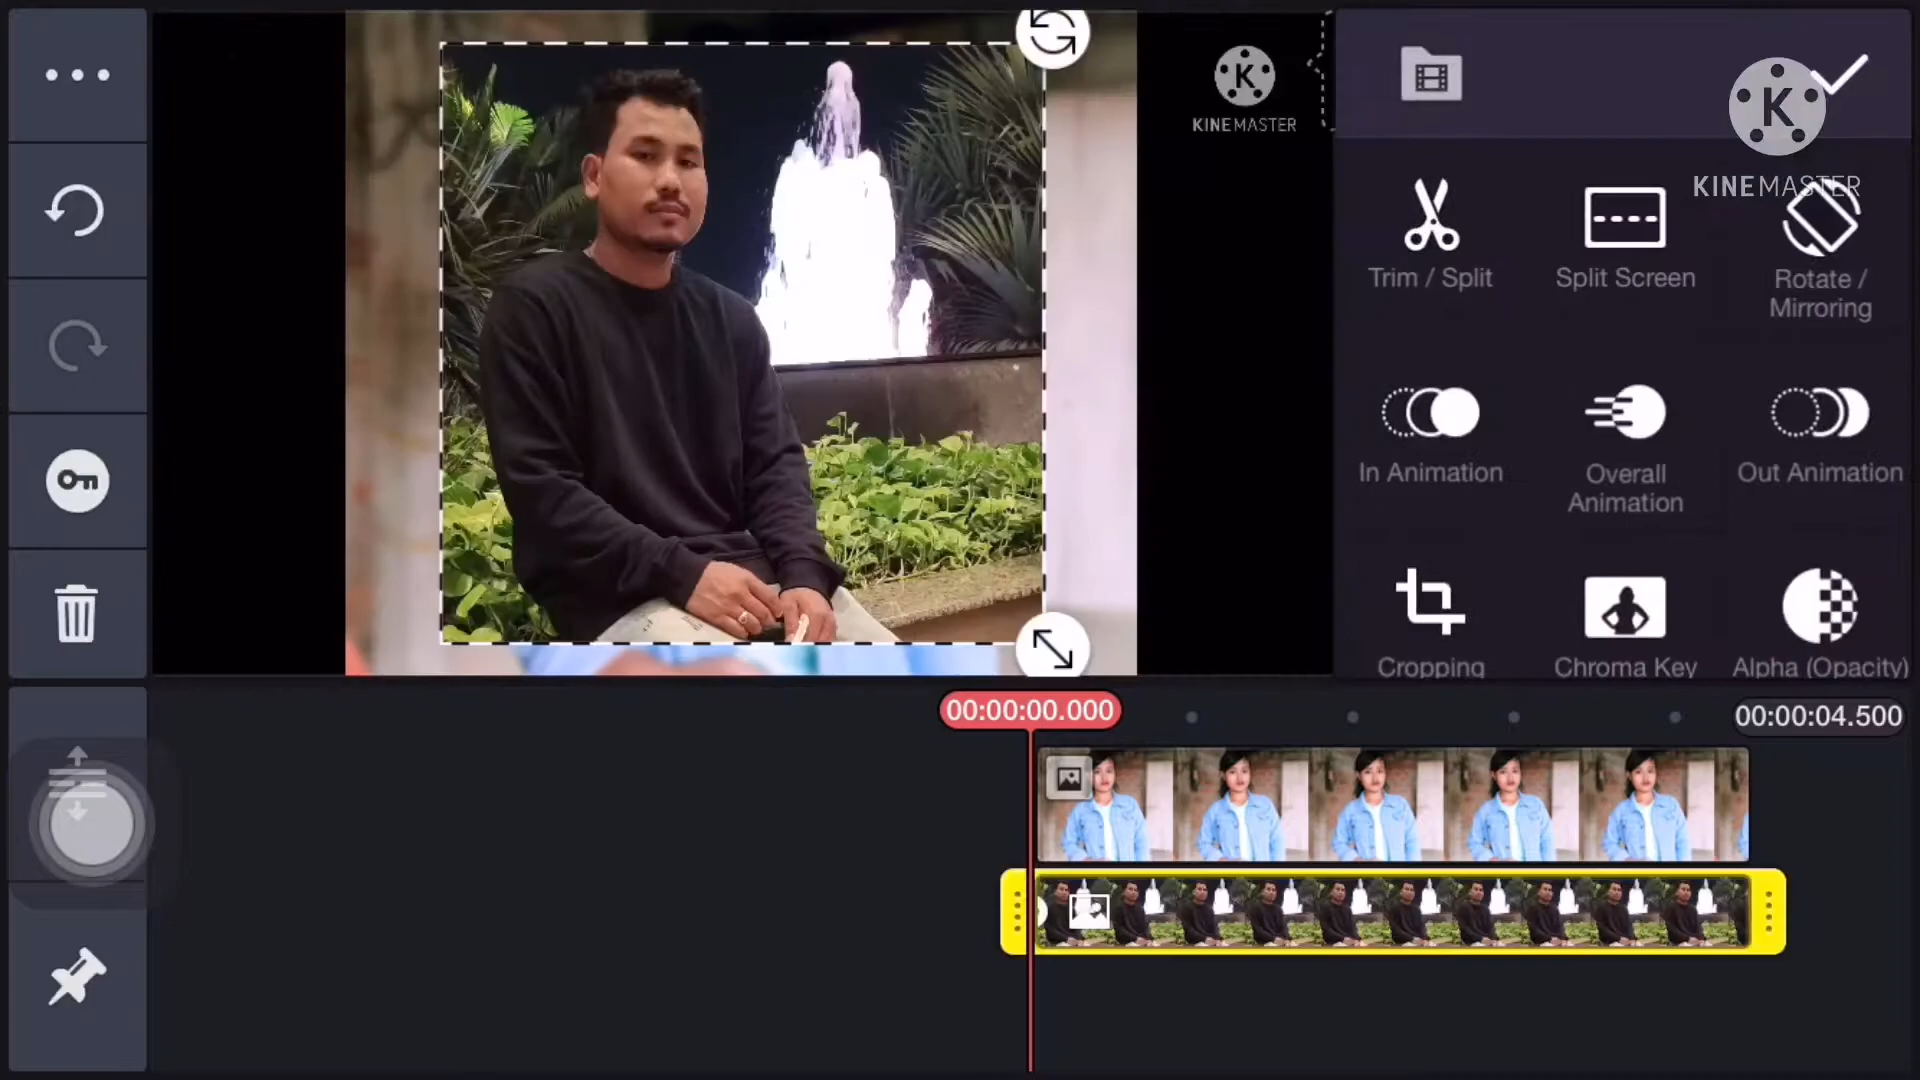 KINEMASTER
KINEMASTER
Trim / Split
Split Screen
Rotate /
Mirroring
In Animation
Overall
Animation
Out Animation
Cropping
Chroma Key
Alpha (Opacity)
00:00:00.000
00:00:04.500